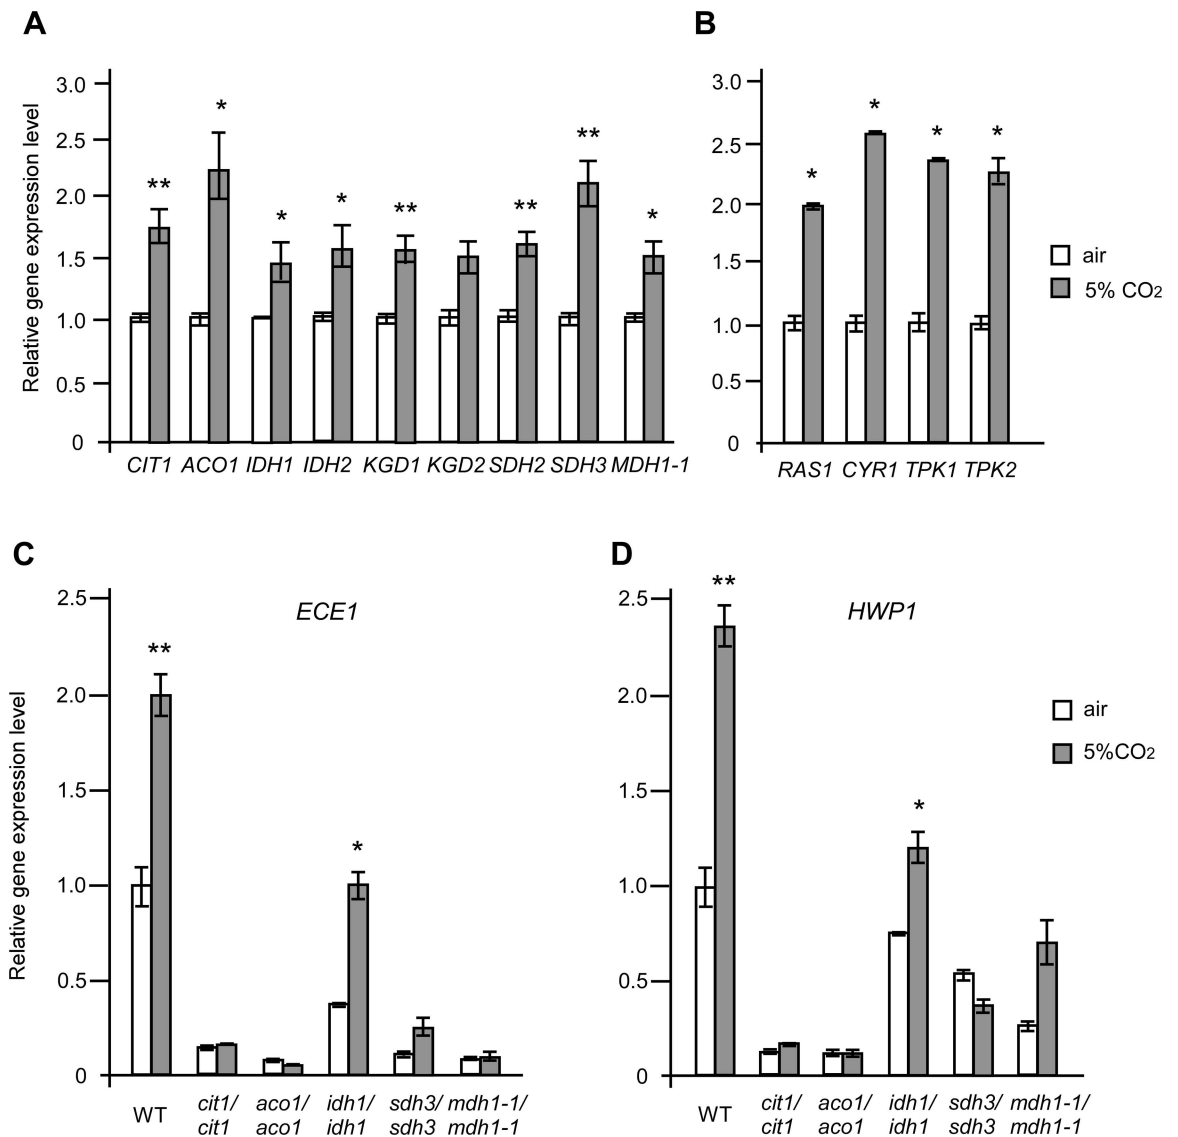 A
Relative gene expression level
3.0
2.5
2.0
1.5
1.0
0.5
0
**
*
*
*
**
**
**
*
CIT1 ACO1 IDH1 IDH2 KGD1 KGD2 SDH2 SDH3 MDH1-1
B
3.0
2.5
2.0
1.5
1.0
0.5
0
*
*
*
*
RAS1 CYR1 TPK1 TPK2
air
5% CO2
C
ECE1
Relative gene expression level
2.5
2.0
1.5
1.0
0.5
0
**
*
WT
cit1/
cit1
aco1/
aco1
idh1/
idh1
sdh3/
sdh3
mdh1-1/
mdh1-1
D
HWP1
2.5
2.0
1.5
1.0
0.5
0
**
*
WT
cit1/
cit1
aco1/
aco1
idh1/
idh1
sdh3/
sdh3
mdh1-1/
mdh1-1
air
5%CO2